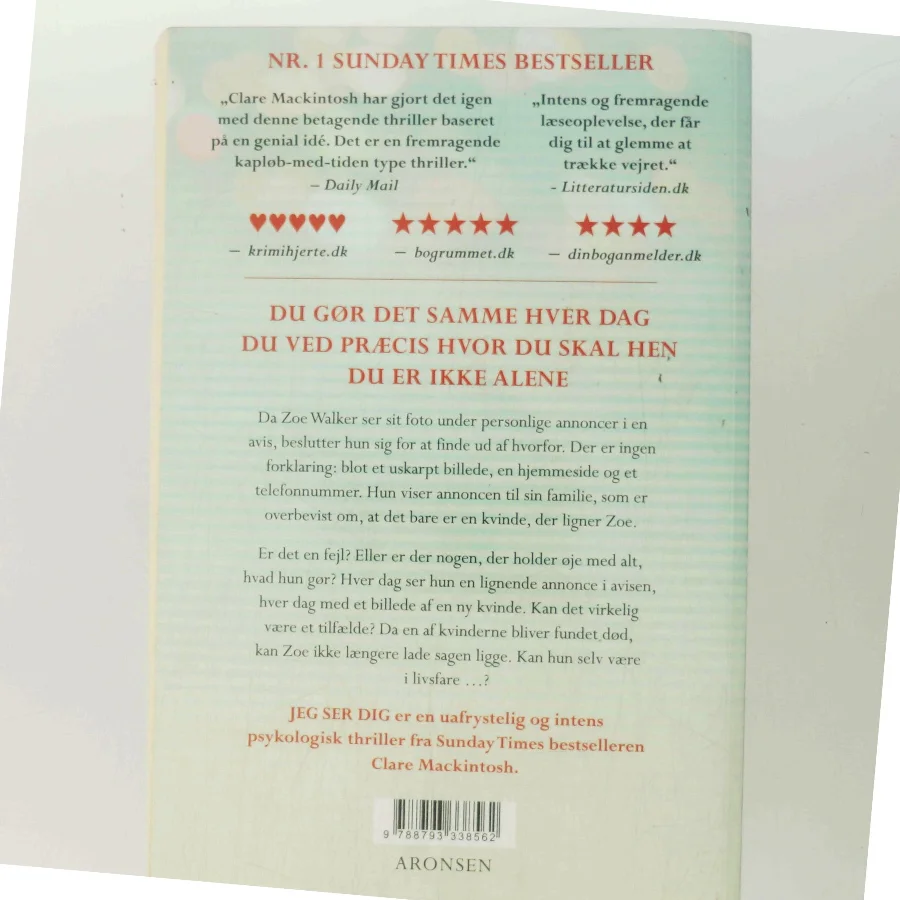 NR. 1 SUNDAY TIMES BESTSELLER
„Clare Mackintosh har gjort det igen
med denne betagende thriller baseret
på en genial idé. Det er en fremragende
kapløb-med-tiden type thriller.“
– Daily Mail
„Intens og fremragende
læseoplevelse, der får
dig til at glemme at
trække vejret.“
- Litteratursiden.dk
♥♥♥♥♥
– krimihjerte.dk
★★★★★
– bogrummet.dk
★★★★
– dinboganmelder.dk
DU GØR DET SAMME HVER DAG
DU VED PRÆCIS HVOR DU SKAL HEN
DU ER IKKE ALENE
Da Zoe Walker ser sit foto under personlige annoncer i en
avis, beslutter hun sig for at finde ud af hvorfor. Der er ingen
forklaring: blot et uskarpt billede, en hjemmeside og et
telefonnummer. Hun viser annoncen til sin familie, som er
overbevist om, at det bare er en kvinde, der ligner Zoe.
Er det en fejl? Eller er der nogen, der holder øje med alt,
hvad hun gør? Hver dag ser hun en lignende annonce i avisen,
hver dag med et billede af en ny kvinde. Kan det virkelig
være et tilfælde? Da en af kvinderne bliver fundet død,
kan Zoe ikke længere lade sagen ligge. Kan hun selv være
i livsfare …?
JEG SER DIG er en uafrystelig og intens
psykologisk thriller fra Sunday Times bestselleren
Clare Mackintosh.
9 788793 338562
ARONSEN